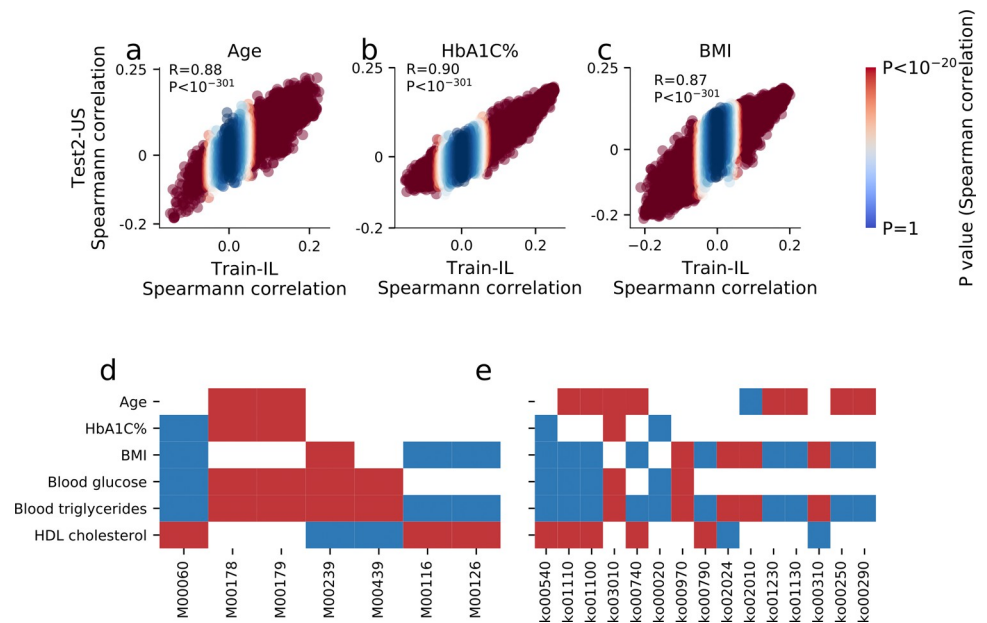 a
Age
b
HbA1C%
c
BMI
R=0.88
P<10⁻³⁰¹
R=0.90
P<10⁻³⁰¹
R=0.87
P<10⁻³⁰¹
Test2-US
Spearmann correlation
0.25
0
-0.2
0.0
0.2
Train-IL
Spearmann correlation
0.25
0
-0.2
0.0
Train-IL
Spearmann correlation
0.25
0
-0.2
−0.2
0.0
0.2
Train-IL
Spearmann correlation
P<10⁻²⁰
P=1
P value (Spearman correlation)
d
Age
HbA1C%
BMI
Blood glucose
Blood triglycerides
HDL cholesterol
M00060
M00178
M00179
M00239
M00439
M00116
M00126
e
ko00540
ko01110
ko01100
ko03010
ko00740
ko00020
ko00970
ko00790
ko02024
ko02010
ko01230
ko01130
ko00310
ko00250
ko00290